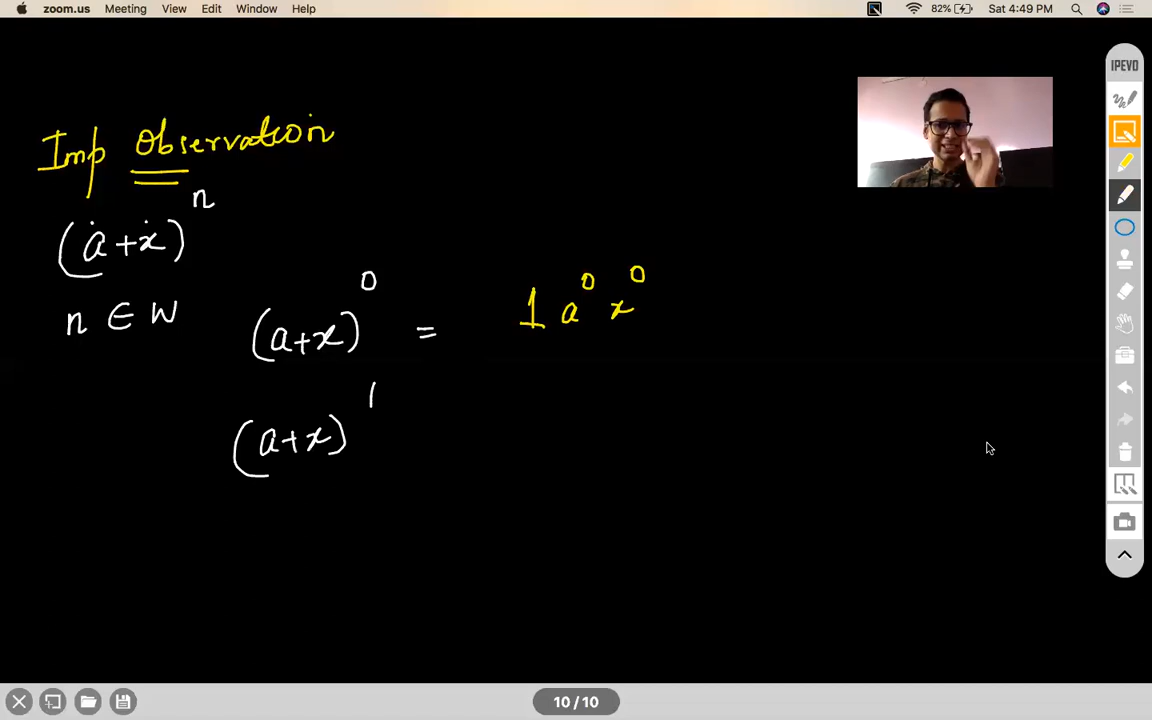 zoom.us Meeting View Edit Window Help 82% Sat 4:49 PM
IPEVO
Imp Observation
(a+x)^n
n ∈ W
(a+x)^0 = 1 a^0 x^0
(a+x)^1
10 / 10